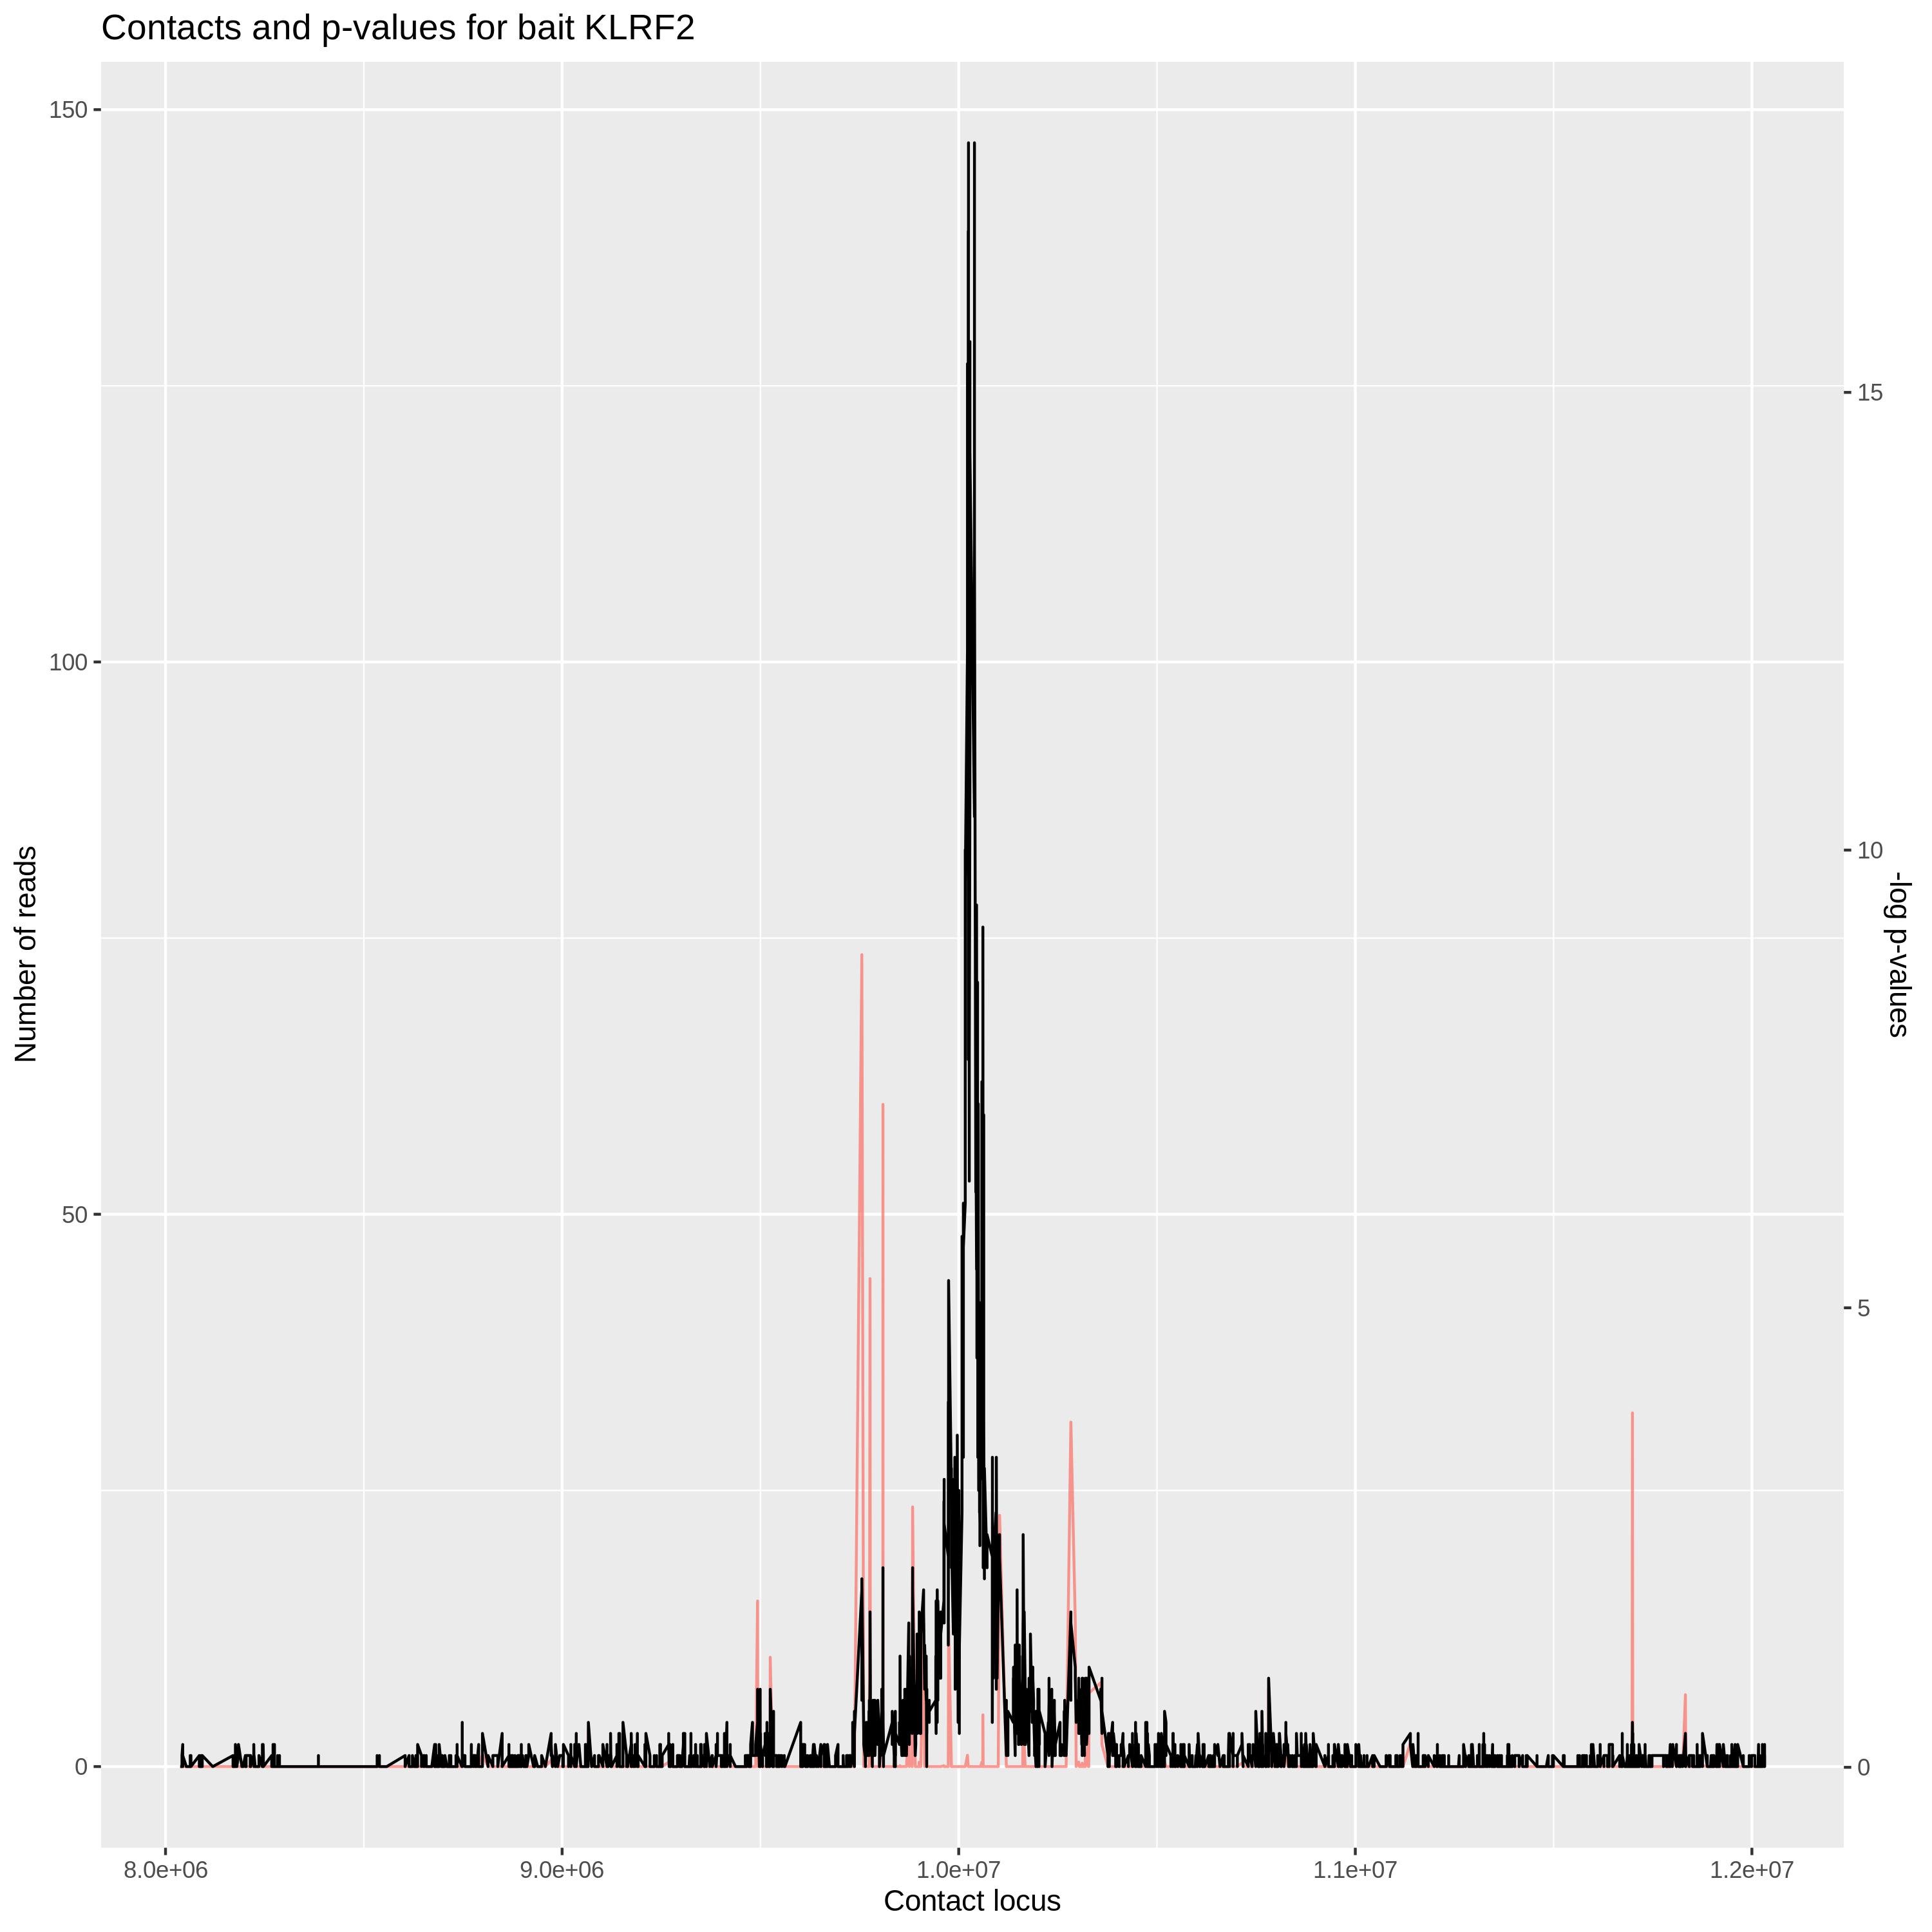 Contacts and p-values for bait KLRF2
150
100
50
0
Number of reads
15
10
5
0
-log p-values
8.0e+06
9.0e+06
1.0e+07
1.1e+07
1.2e+07
Contact locus